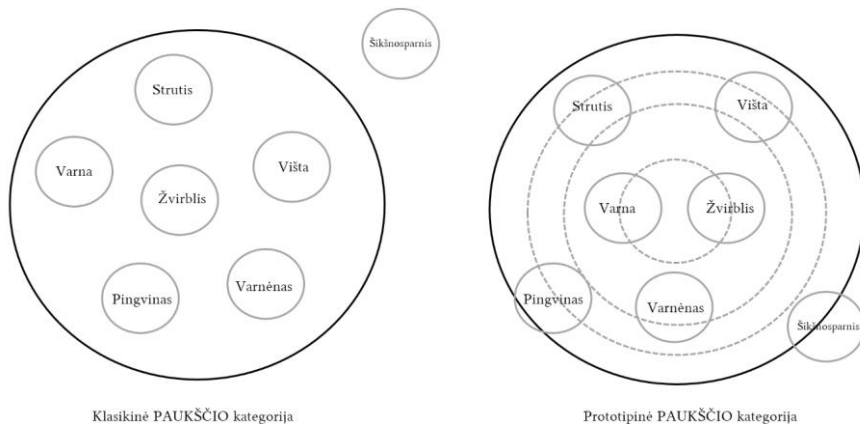 Šikšnosparnis
Strutis
Varna
Višta
Žvirblis
Pingvinas
Varnėnas
Klasikinė PAUKŠČIO kategorija
Strutis
Višta
Varna
Žvirblis
Pingvinas
Varnėnas
Šikšnosparnis
Prototipinė PAUKŠČIO kategorija